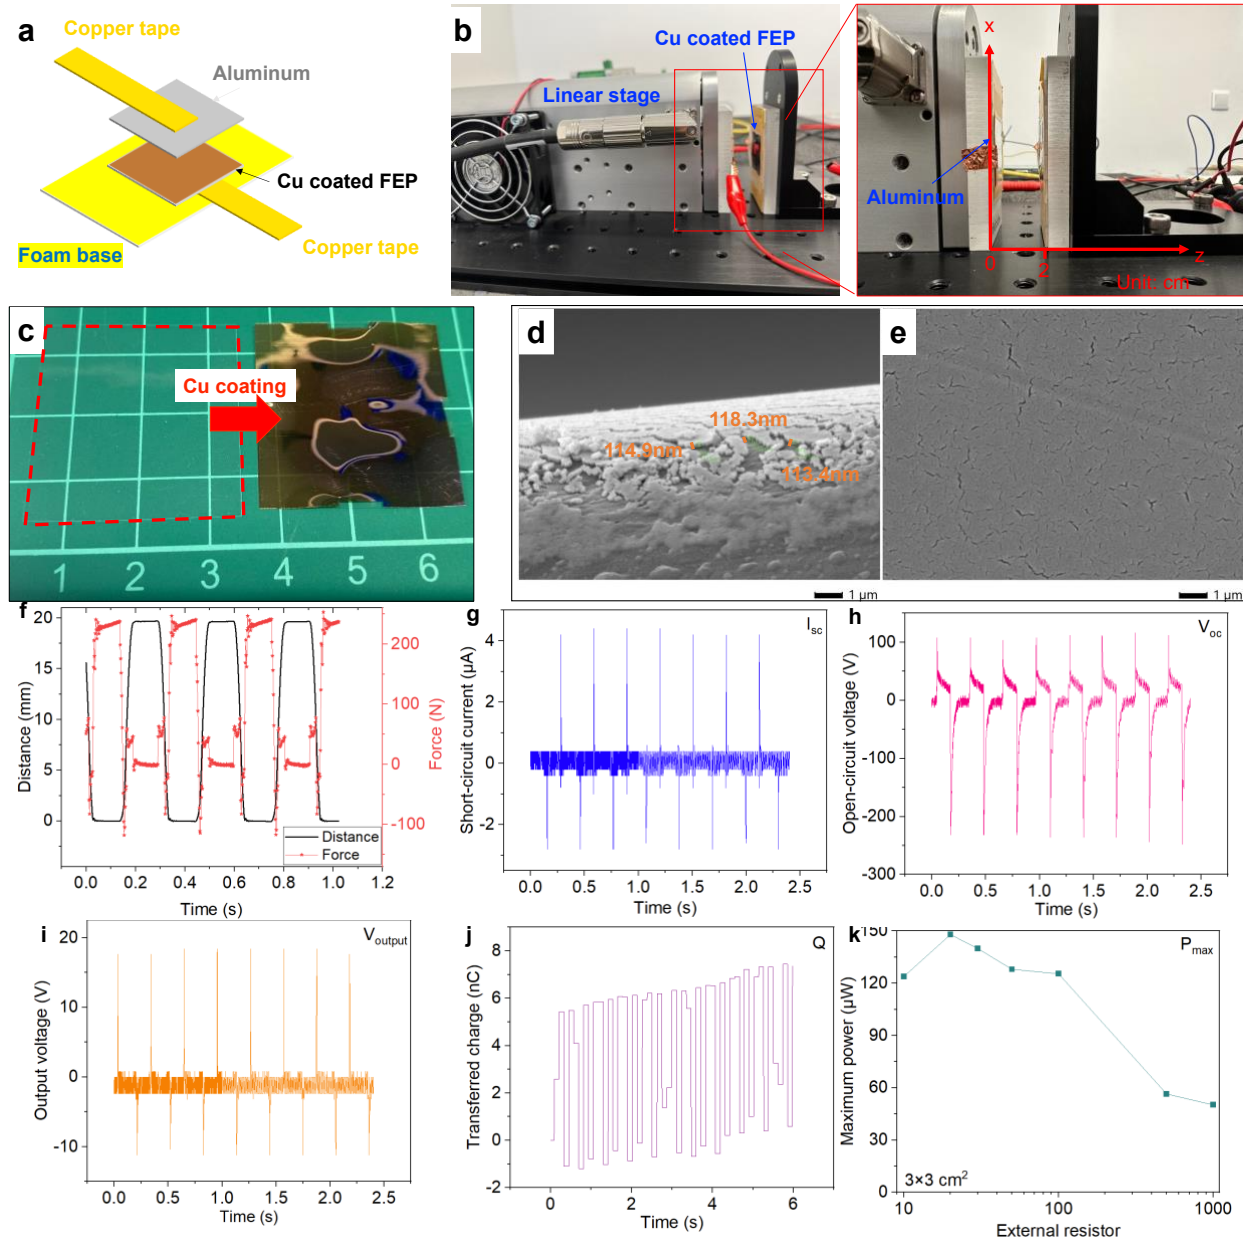 a
Copper tape
Aluminum
Cu coated FEP
Copper tape
Foam base
b
Cu coated FEP
Linear stage
x
Aluminum
0
2
z
Unit: cm
c
Cu coating
1 2 3 4 5 6
d
118.3nm
114.9nm
113.4nm
1 µm
e
1 µm
f
20
15
10
5
0
Distance (mm)
200
100
0
-100
Force (N)
Distance
Force
0.0 0.2 0.4 0.6 0.8 1.0 1.2
Time (s)
g
Isc
4
2
0
-2
Short-circuit current (µA)
0.0 0.5 1.0 1.5 2.0 2.5
Time (s)
h
Voc
100
0
-100
-200
-300
Open-circuit voltage (V)
0.0 0.5 1.0 1.5 2.0 2.5
Time (s)
i
Voutput
20
10
0
-10
Output voltage (V)
0.0 0.5 1.0 1.5 2.0 2.5
Time (s)
j
Q
8
6
4
2
0
-2
Transferred charge (nC)
0 2 4 6
Time (s)
k
Pmax
150
120
90
60
30
0
Maximum power (µW)
3×3 cm²
10 100 1000
External resistor